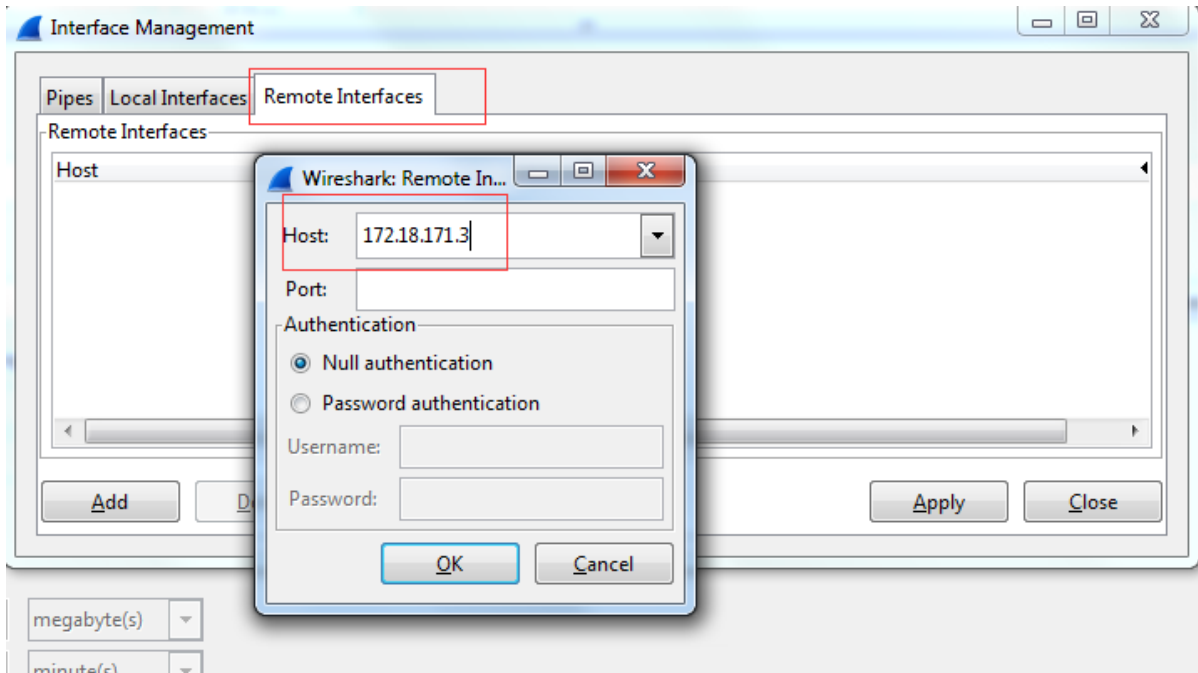 Interface Management
Pipes Local Interfaces Remote Interfaces
Remote Interfaces
Host
Wireshark: Remote In...
Host: 172.18.171.3
Port:
Authentication
Null authentication
Password authentication
Username:
Password:
Add D Apply Close
OK Cancel
megabyte(s)
minute(s)